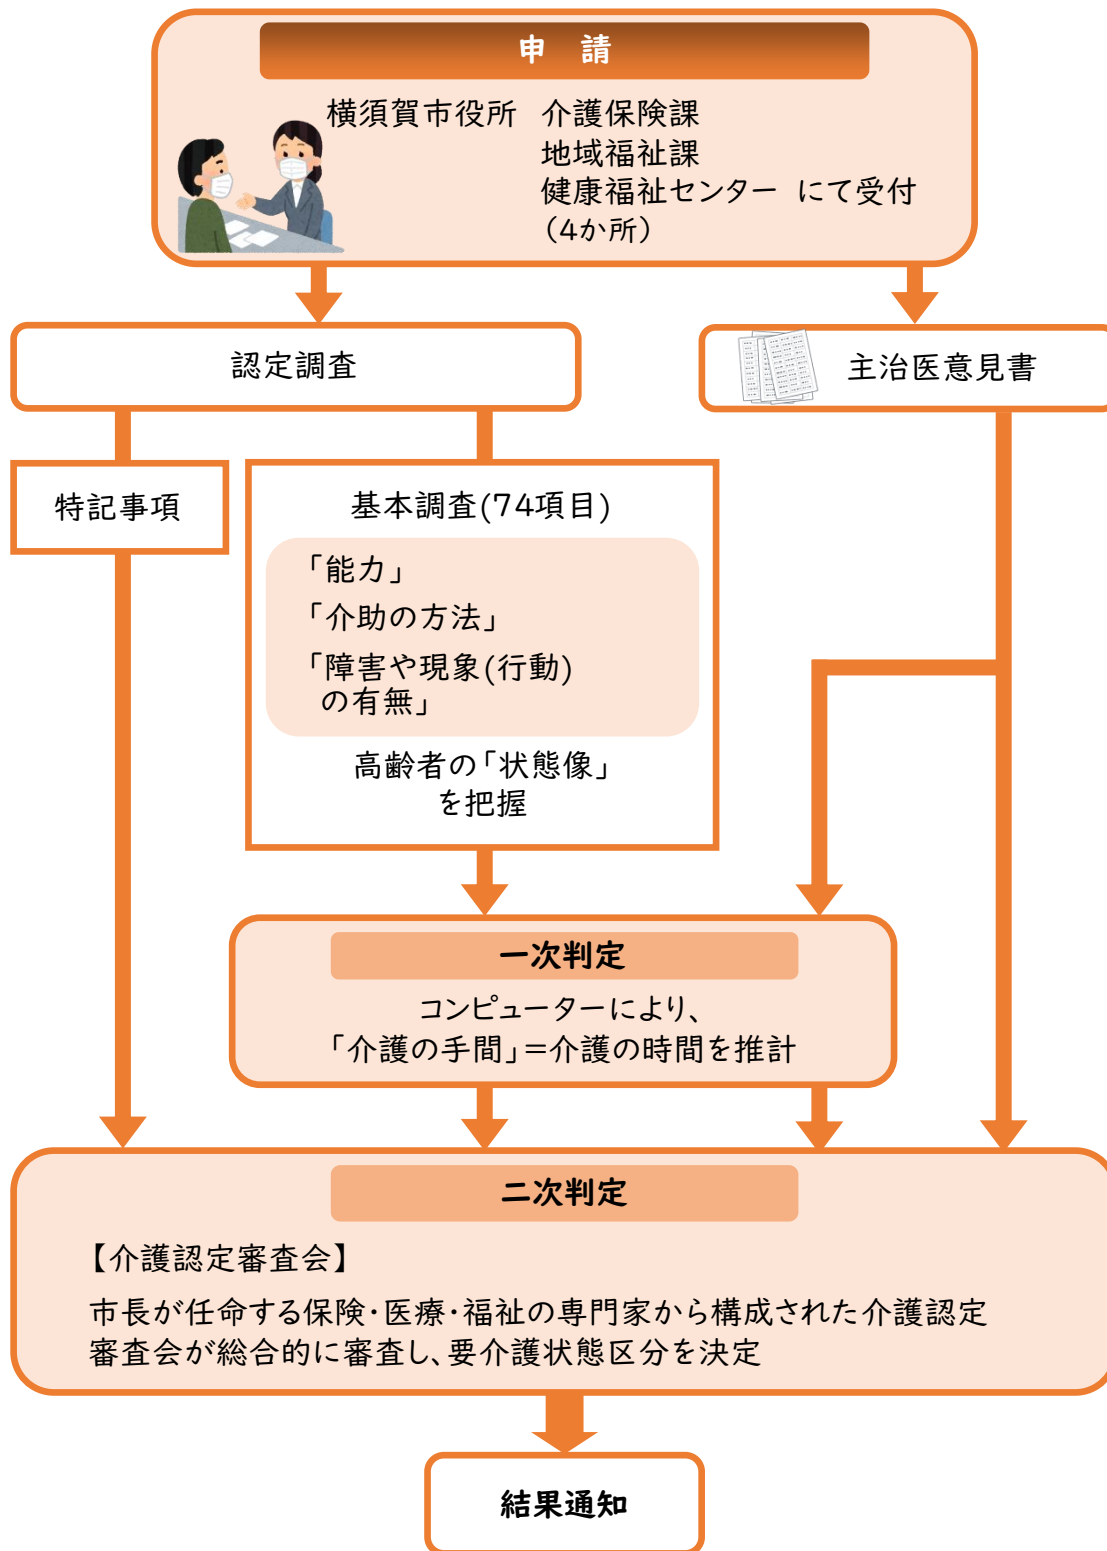 申 請
横須賀市役所 介護保険課
地域福祉課
健康福祉センター にて受付
(4か所)
認定調査
主治医意見書
特記事項
基本調査(74項目)
「能力」
「介助の方法」
「障害や現象(行動)
の有無」
高齢者の「状態像」
を把握
一次判定
コンピューターにより、
「介護の手間」=介護の時間を推計
二次判定
【介護認定審査会】
市長が任命する保険・医療・福祉の専門家から構成された介護認定
審査会が総合的に審査し、要介護状態区分を決定
結果通知